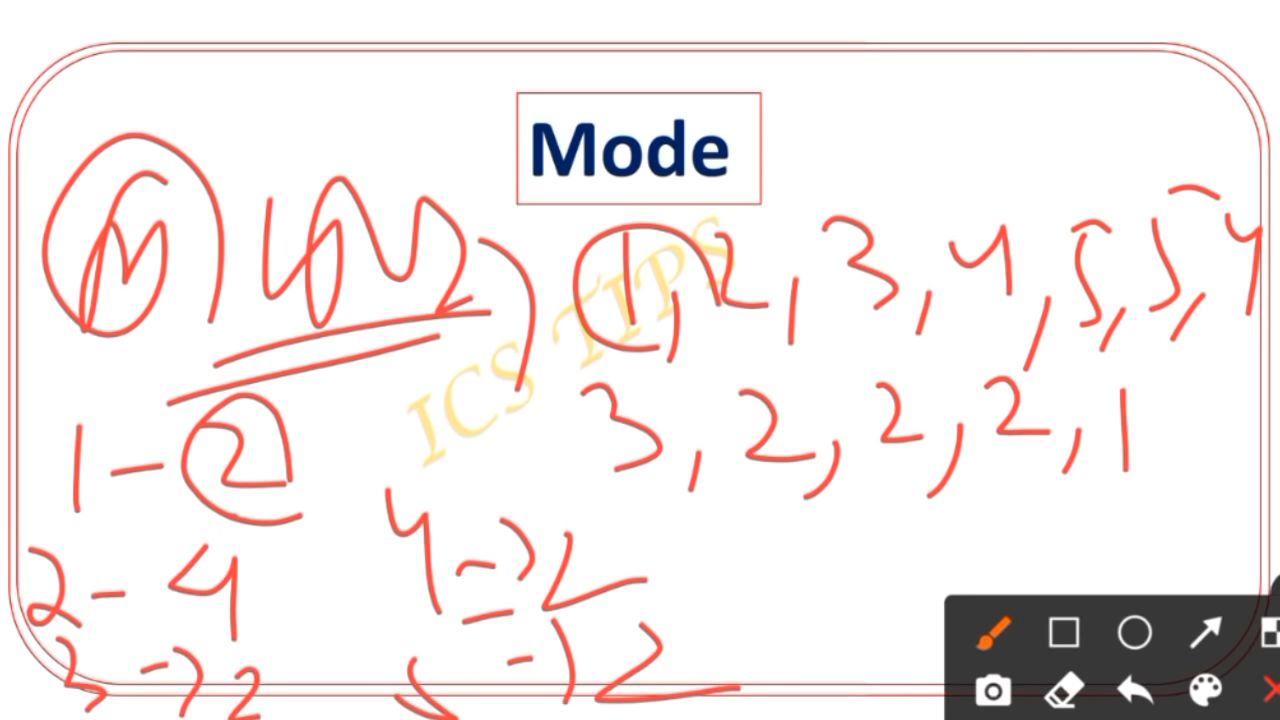 Mode
ICS TIPS
1, 2, 3, 4, 5, 5, 4
3, 2, 2, 2, 1
1 - 2
2 - 4
3 -> 2
4 -> 2
5 -> 2